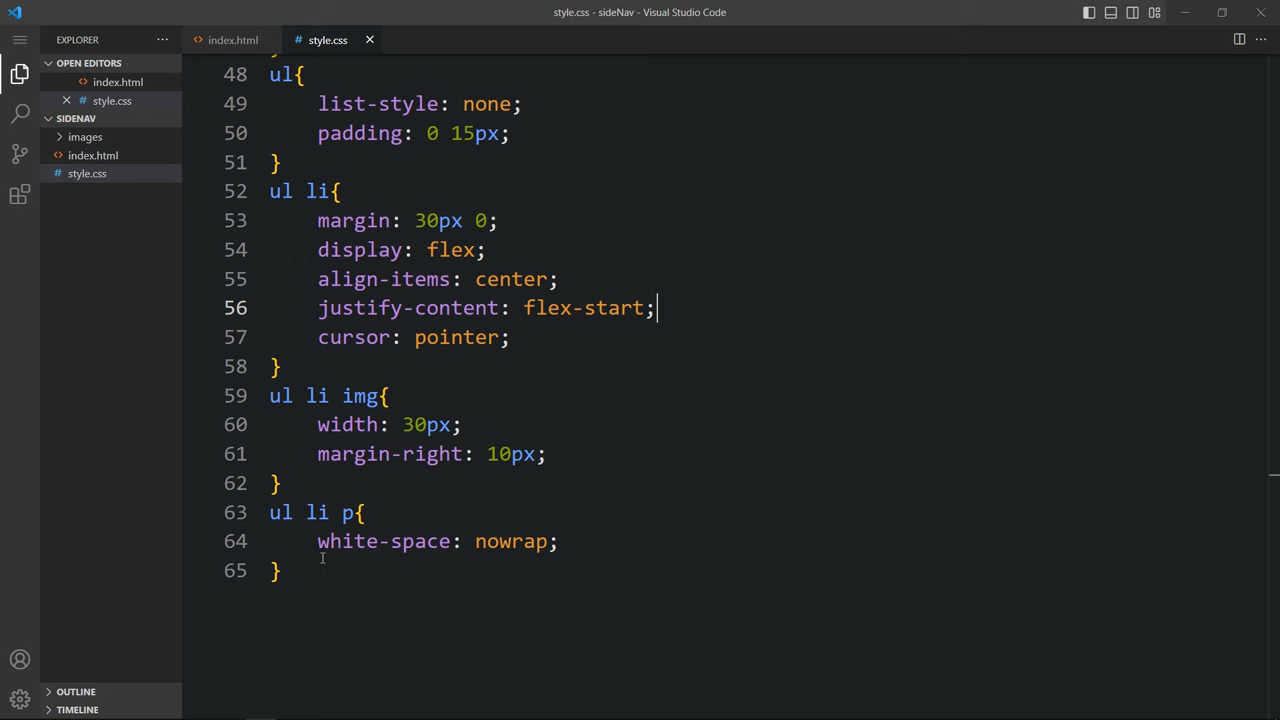 style.css - sideNav - Visual Studio Code
EXPLORER
index.html
# style.css
OPEN EDITORS
index.html
# style.css
SIDENAV
images
index.html
# style.css
OUTLINE
TIMELINE
48 ul{
49 list-style: none;
50 padding: 0 15px;
51 }
52 ul li{
53 margin: 30px 0;
54 display: flex;
55 align-items: center;
56 justify-content: flex-start;
57 cursor: pointer;
58 }
59 ul li img{
60 width: 30px;
61 margin-right: 10px;
62 }
63 ul li p{
64 white-space: nowrap;
65 }